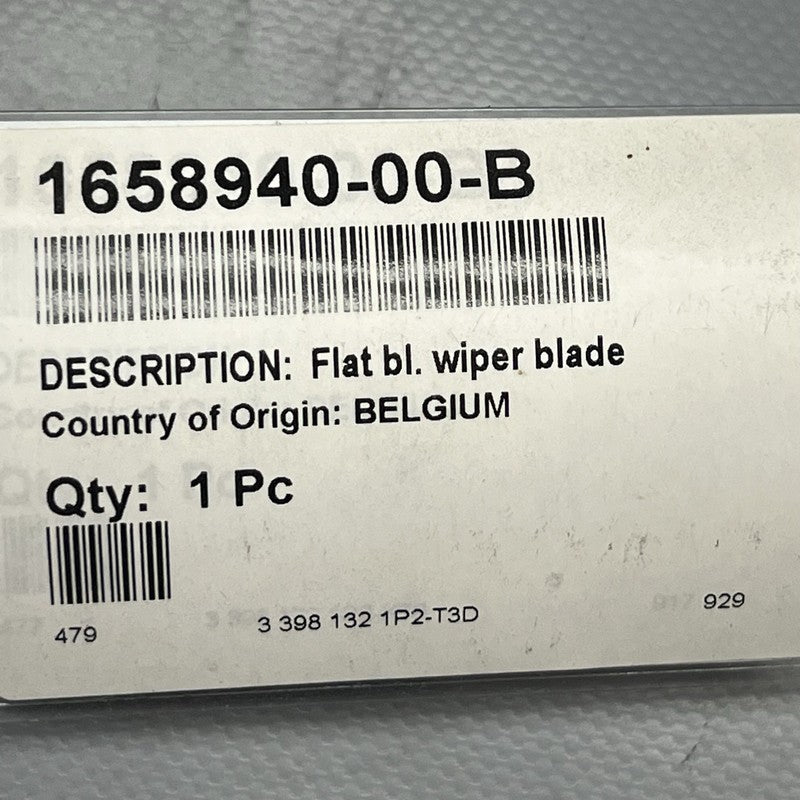 1658940-00-B
DESCRIPTION: Flat bl. wiper blade
Country of Origin: BELGIUM
Qty: 1 Pc
479 3 398 132 1P2-T3D 929